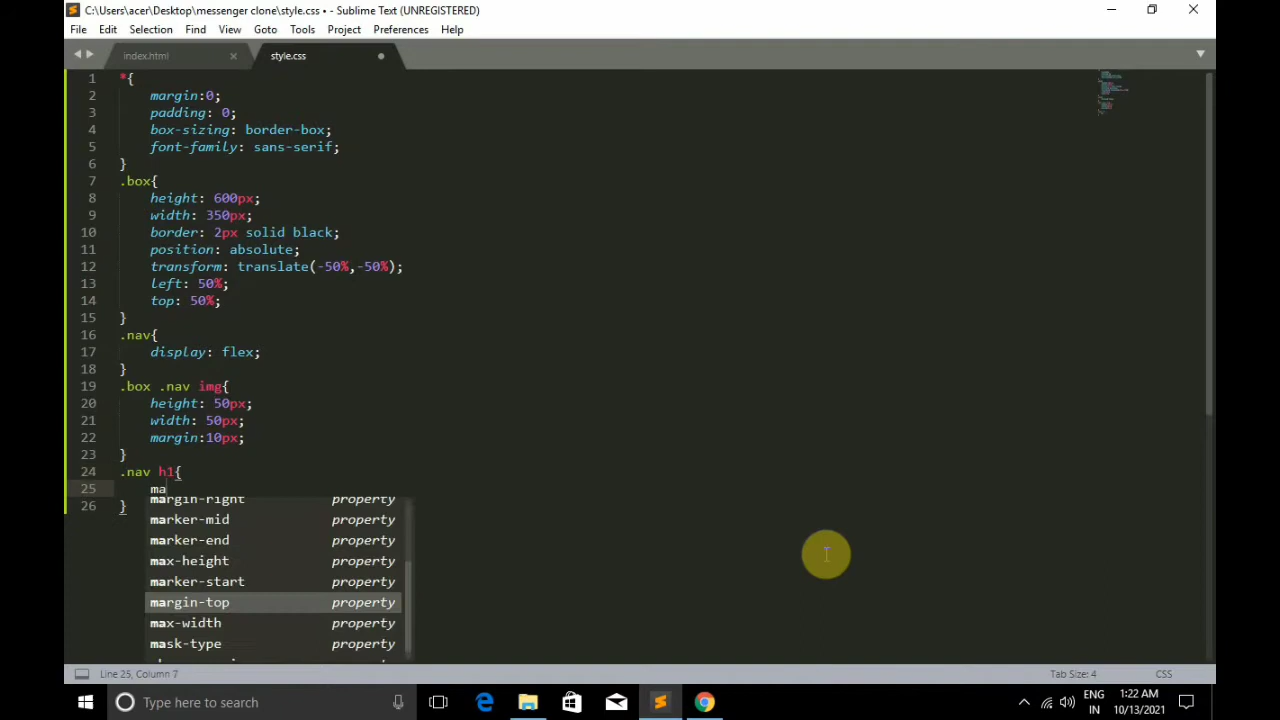 C:\Users\acer\Desktop\messenger clone\style.css • - Sublime Text (UNREGISTERED)
File Edit Selection Find View Goto Tools Project Preferences Help
index.html style.css
1 *{
2 margin:0;
3 padding: 0;
4 box-sizing: border-box;
5 font-family: sans-serif;
6 }
7 .box{
8 height: 600px;
9 width: 350px;
10 border: 2px solid black;
11 position: absolute;
12 transform: translate(-50%,-50%);
13 left: 50%;
14 top: 50%;
15 }
16 .nav{
17 display: flex;
18 }
19 .box .nav img{
20 height: 50px;
21 width: 50px;
22 margin:10px;
23 }
24 .nav h1{
25 ma
26 }
margin-right property
marker-mid property
marker-end property
max-height property
marker-start property
margin-top property
max-width property
mask-type property
Line 25, Column 7 Tab Size: 4 CSS
Type here to search
ENG 1:22 AM
IN 10/13/2021